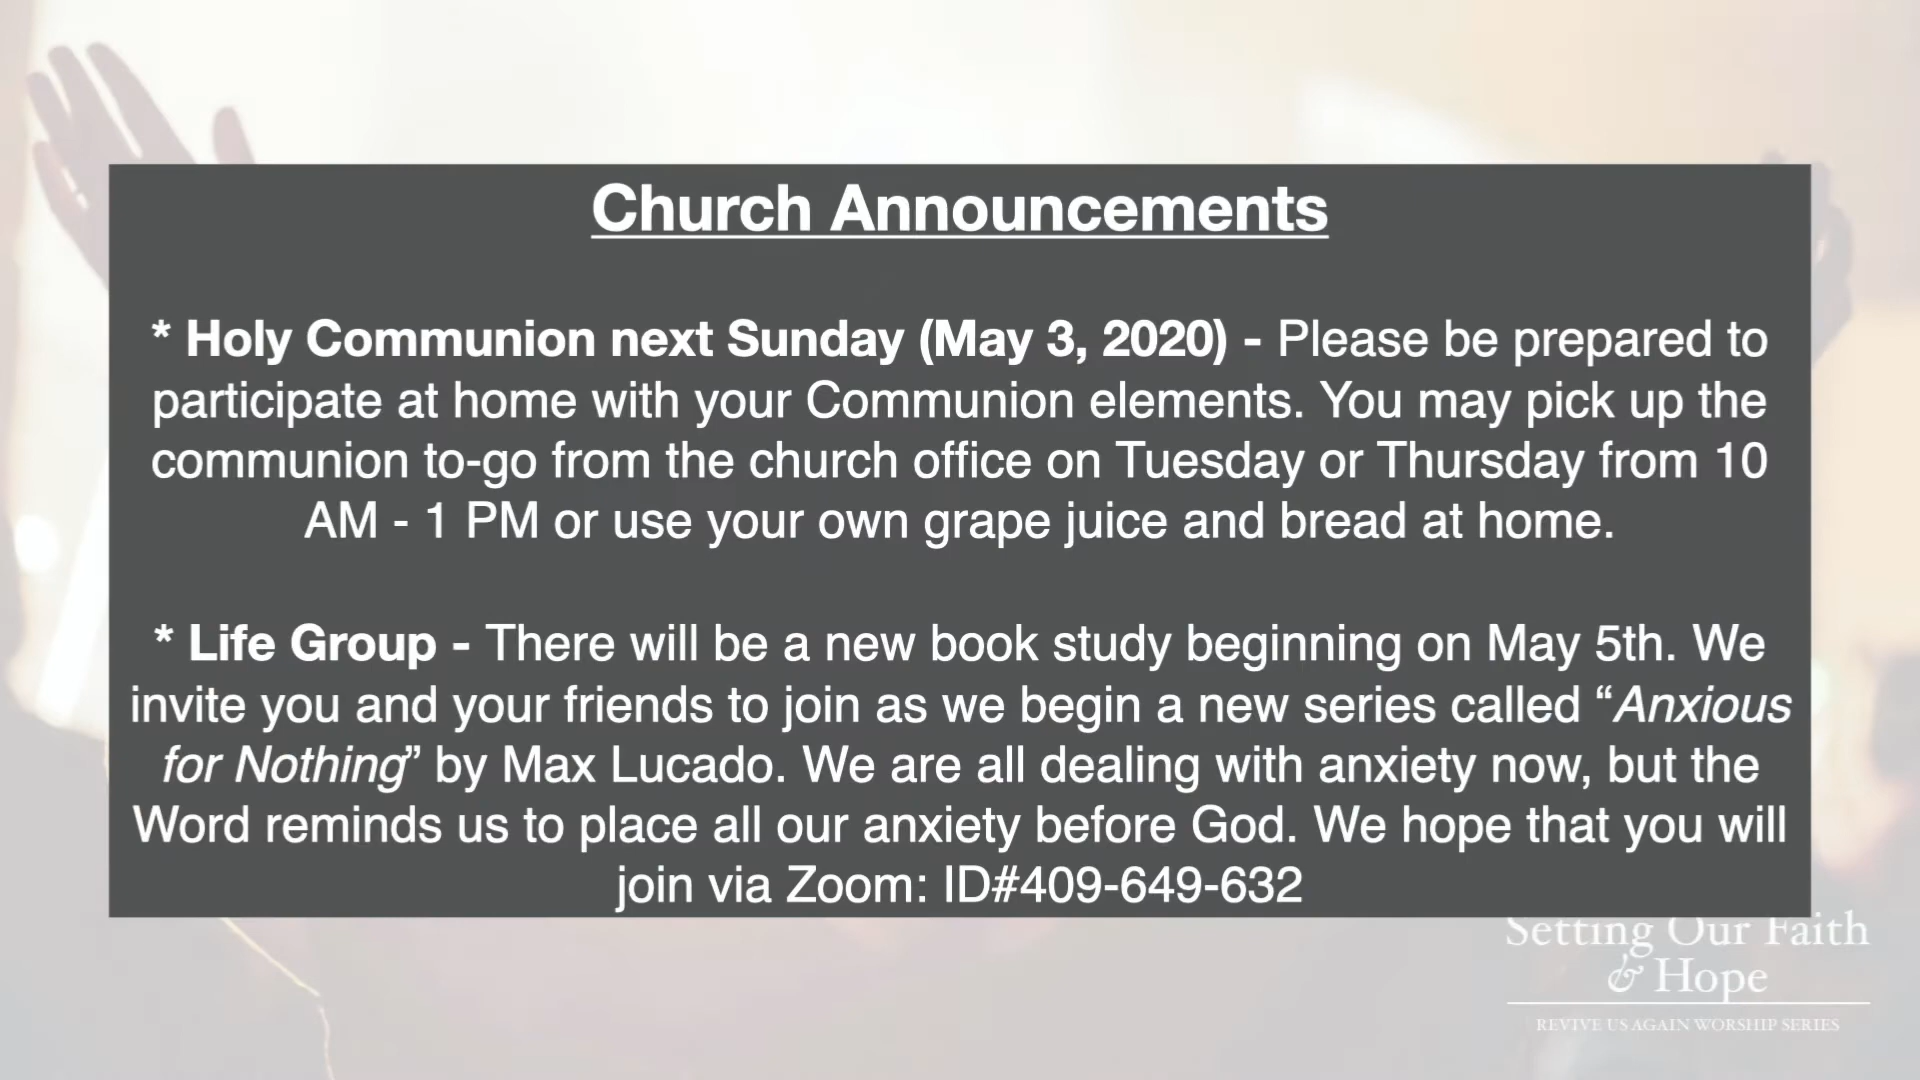 Church Announcements
* Holy Communion next Sunday (May 3, 2020) - Please be prepared to
participate at home with your Communion elements. You may pick up the
communion to-go from the church office on Tuesday or Thursday from 10
AM - 1 PM or use your own grape juice and bread at home.
* Life Group - There will be a new book study beginning on May 5th. We
invite you and your friends to join as we begin a new series called “Anxious
for Nothing” by Max Lucado. We are all dealing with anxiety now, but the
Word reminds us to place all our anxiety before God. We hope that you will
join via Zoom: ID#409-649-632
Setting Our Faith
& Hope
REVIVE US AGAIN WORSHIP SERIES